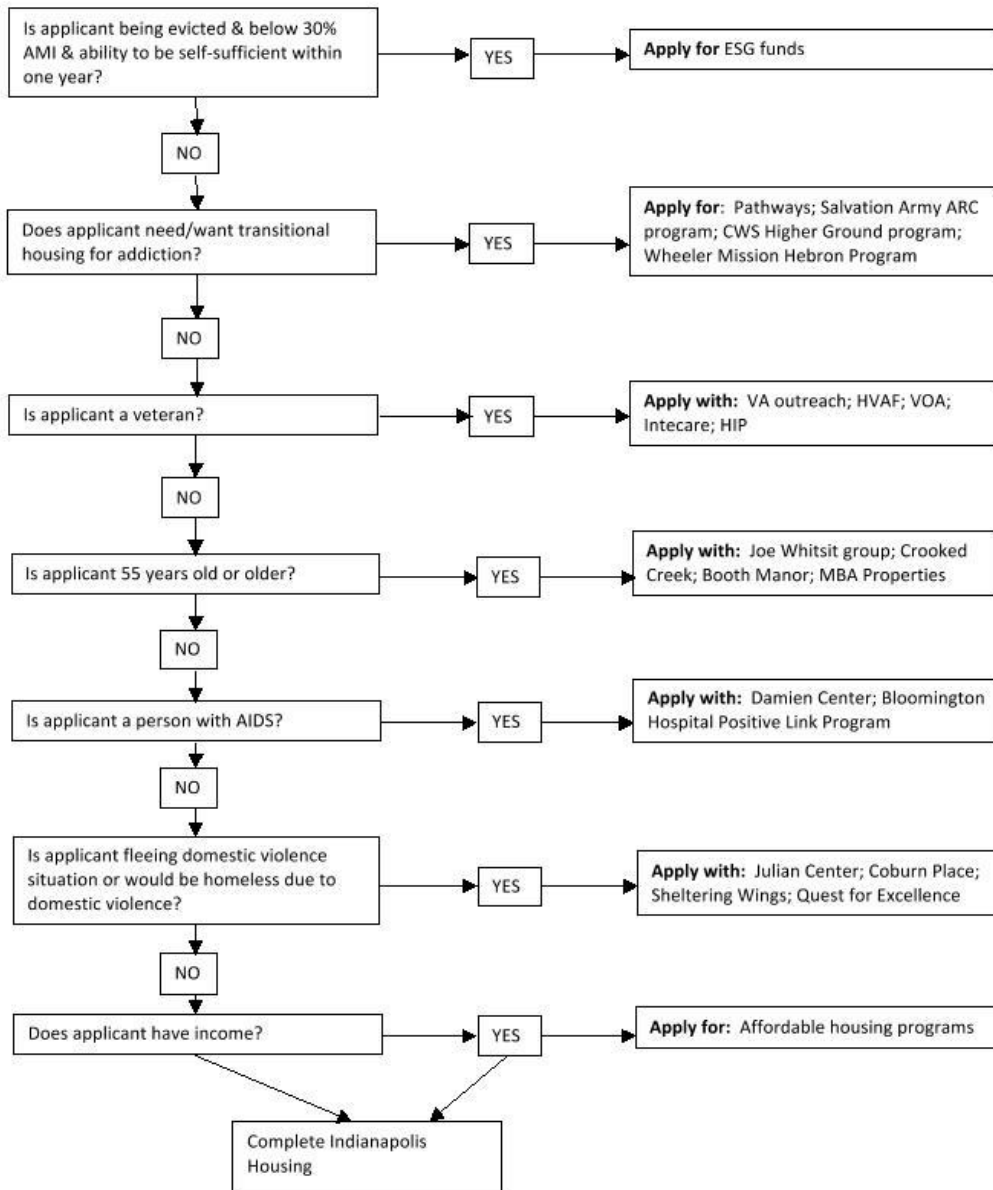 Is applicant being evicted & below 30%
AMI & ability to be self-sufficient within
one year?
YES
Apply for ESG funds
NO
Does applicant need/want transitional
housing for addiction?
YES
Apply for:  Pathways; Salvation Army ARC
program; CWS Higher Ground program;
Wheeler Mission Hebron Program
NO
Is applicant a veteran?
YES
Apply with:  VA outreach; HVAF; VOA;
Intecare; HIP
NO
Is applicant 55 years old or older?
YES
Apply with:  Joe Whitsit group; Crooked
Creek; Booth Manor; MBA Properties
NO
Is applicant a person with AIDS?
YES
Apply with:  Damien Center; Bloomington
Hospital Positive Link Program
NO
Is applicant fleeing domestic violence
situation or would be homeless due to
domestic violence?
YES
Apply with:  Julian Center; Coburn Place;
Sheltering Wings; Quest for Excellence
NO
Does applicant have income?
YES
Apply for:  Affordable housing programs
Complete Indianapolis
Housing